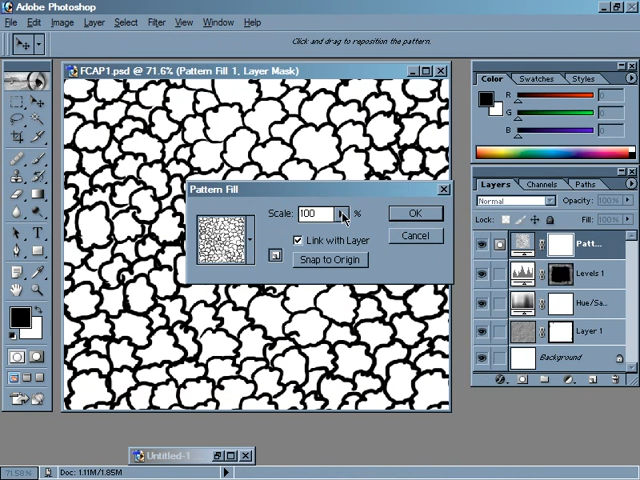 Adobe Photoshop
File Edit Image Layer Select Filter View Window Help
Click and drag to reposition the pattern.
FCAP1.psd @ 71.6% (Pattern Fill 1, Layer Mask)
Color Swatches Styles
R 0
G 0
B 0
Pattern Fill
Scale: 100 %
OK
Link with Layer
Cancel
Snap to Origin
Layers Channels Paths
Normal Opacity: 100%
Lock: Fill: 100%
Patt...
Levels 1
Hue/Sa...
Layer 1
Background
Untitled-1
71.58% Doc: 1.11M/1.85M